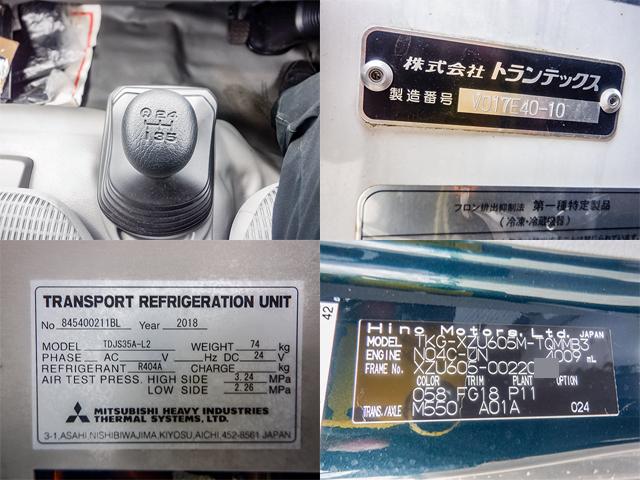 R 2 4
1 3 5
株式会社 トランテックス
製造番号 V017E40-10
フロン排出抑制法 第一種特定製品
(冷凍・冷蔵機器)
TRANSPORT REFRIGERATION UNIT
No 845400211BL Year 2018
MODEL TDJS35A-L2 WEIGHT 74 kg
PHASE AC V Hz DC 24 V
REFRIGERANT R404A CHARGE kg
AIR TEST PRESS. HIGH SIDE 3.24 MPa
LOW SIDE 2.26 MPa
MITSUBISHI HEAVY INDUSTRIES
THERMAL SYSTEMS, LTD.
3-1, ASAHI, NISHIBIWAJIMA, KIYOSU, AICHI, 452-8561 JAPAN
42
Hino Motors, Ltd. JAPAN
MODEL TKG-XZU605M-TQMMB3
ENGINE N04C-UN 4009 mL
FRAME No. XZU605-00220
COLOR TRIM PLANT OPTION
058 FG18 P11
TRANS./AXLE M550 A01A 024